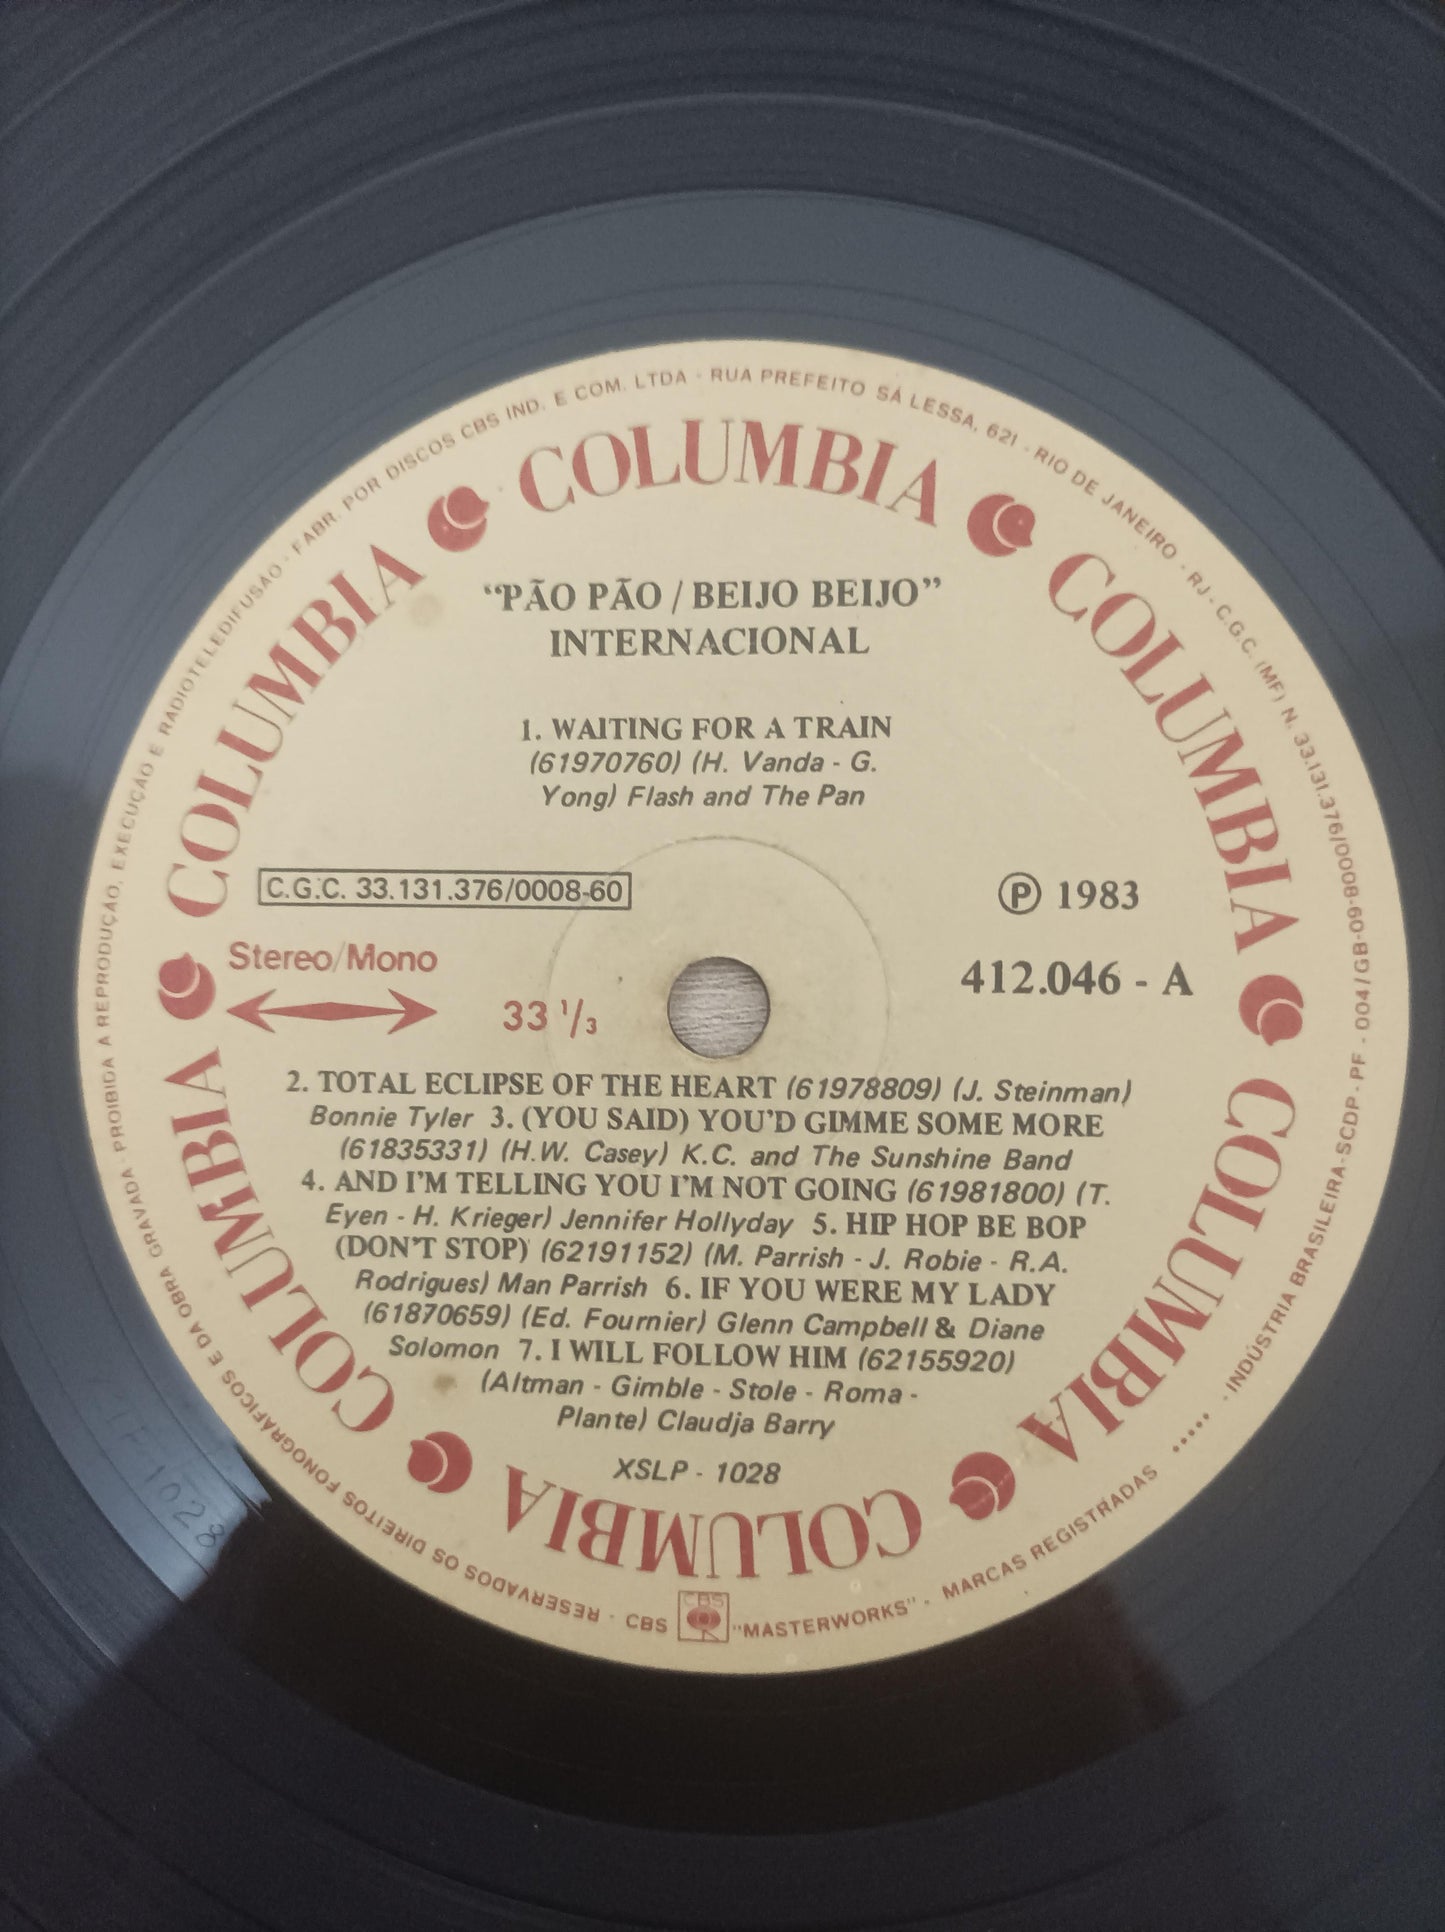 FABR. POR DISCOS CBS IND. E COM. LTDA · RUA PREFEITO SÁ LESSA, 621 · RIO DE JANEIRO · RJ · C.G.C. (MF) N. 33.131.376/0008-60/GB-09-004 · SCDP · PF · INDÚSTRIA BRASILEIRA
COLUMBIA
COLUMBIA
COLUMBIA
COLUMBIA
COLUMBIA
COLUMBIA
COLUMBIA
"PÃO PÃO / BEIJO BEIJO"
INTERNACIONAL
1. WAITING FOR A TRAIN
(61970760) (H. Vanda - G.
Yong) Flash and The Pan
C.G.C. 33.131.376/0008-60
℗ 1983
Stereo/Mono
412.046 - A
33 1/3
2. TOTAL ECLIPSE OF THE HEART (61978809) (J. Steinman)
Bonnie Tyler 3. (YOU SAID) YOU'D GIMME SOME MORE
(61835331) (H.W. Casey) K.C. and The Sunshine Band
4. AND I'M TELLING YOU I'M NOT GOING (61981800) (T.
Eyen - H. Krieger) Jennifer Hollyday 5. HIP HOP BE BOP
(DON'T STOP) (62191152) (M. Parrish - J. Robie - R.A.
Rodrigues) Man Parrish 6. IF YOU WERE MY LADY
(61870659) (Ed. Fournier) Glenn Campbell & Diane
Solomon 7. I WILL FOLLOW HIM (62155920)
(Altman - Gimble - Stole - Roma -
Plante) Claudja Barry
XSLP - 1028
RESERVADOS OS DIREITOS FONOGRÁFICOS E DA OBRA GRAVADA. PROIBIDA A REPRODUÇÃO, EXECUÇÃO E RADIOTELEDIFUSÃO
CBS
CBS
"MASTERWORKS" · MARCAS REGISTRADAS
1028